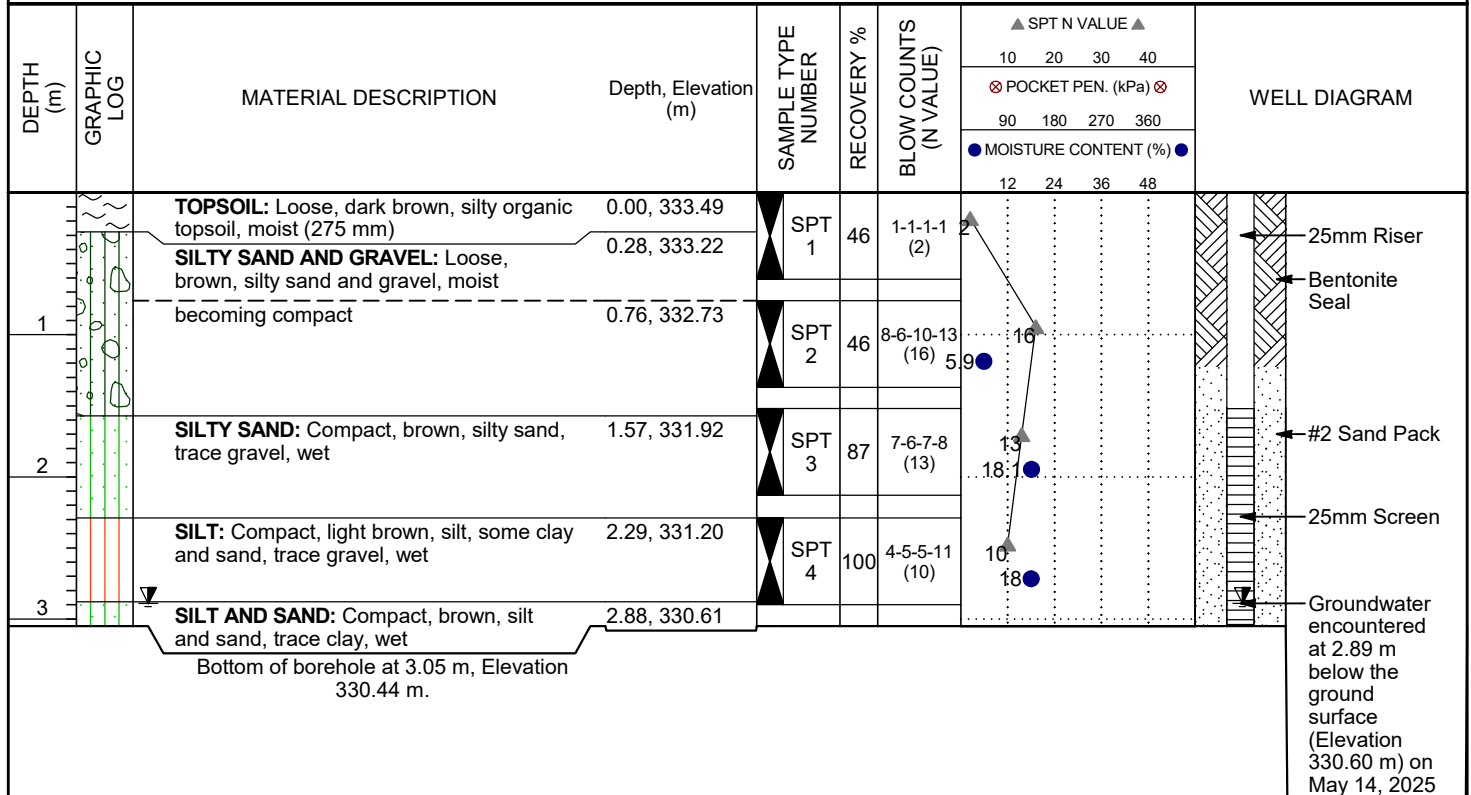 DEPTH
(m)
GRAPHIC
LOG
MATERIAL DESCRIPTION
Depth, Elevation
(m)
SAMPLE TYPE
NUMBER
RECOVERY %
BLOW COUNTS
(N VALUE)
SPT N VALUE
10 20 30 40
POCKET PEN. (kPa)
90 180 270 360
MOISTURE CONTENT (%)
12 24 36 48
WELL DIAGRAM
TOPSOIL: Loose, dark brown, silty organic
topsoil, moist (275 mm)
0.00, 333.49
SPT
1
46
1-1-1-1
(2)
2
25mm Riser
SILTY SAND AND GRAVEL: Loose,
brown, silty sand and gravel, moist
0.28, 333.22
Bentonite
Seal
becoming compact
0.76, 332.73
1
SPT
2
46
8-6-10-13
(16)
16
5.9
SILTY SAND: Compact, brown, silty sand,
trace gravel, wet
1.57, 331.92
SPT
3
87
7-6-7-8
(13)
13
18.1
#2 Sand Pack
2
SILT: Compact, light brown, silt, some clay
and sand, trace gravel, wet
2.29, 331.20
SPT
4
100
4-5-5-11
(10)
10
18
25mm Screen
3
SILT AND SAND: Compact, brown, silt
and sand, trace clay, wet
2.88, 330.61
Bottom of borehole at 3.05 m, Elevation
330.44 m.
Groundwater
encountered
at 2.89 m
below the
ground
surface
(Elevation
330.60 m) on
May 14, 2025